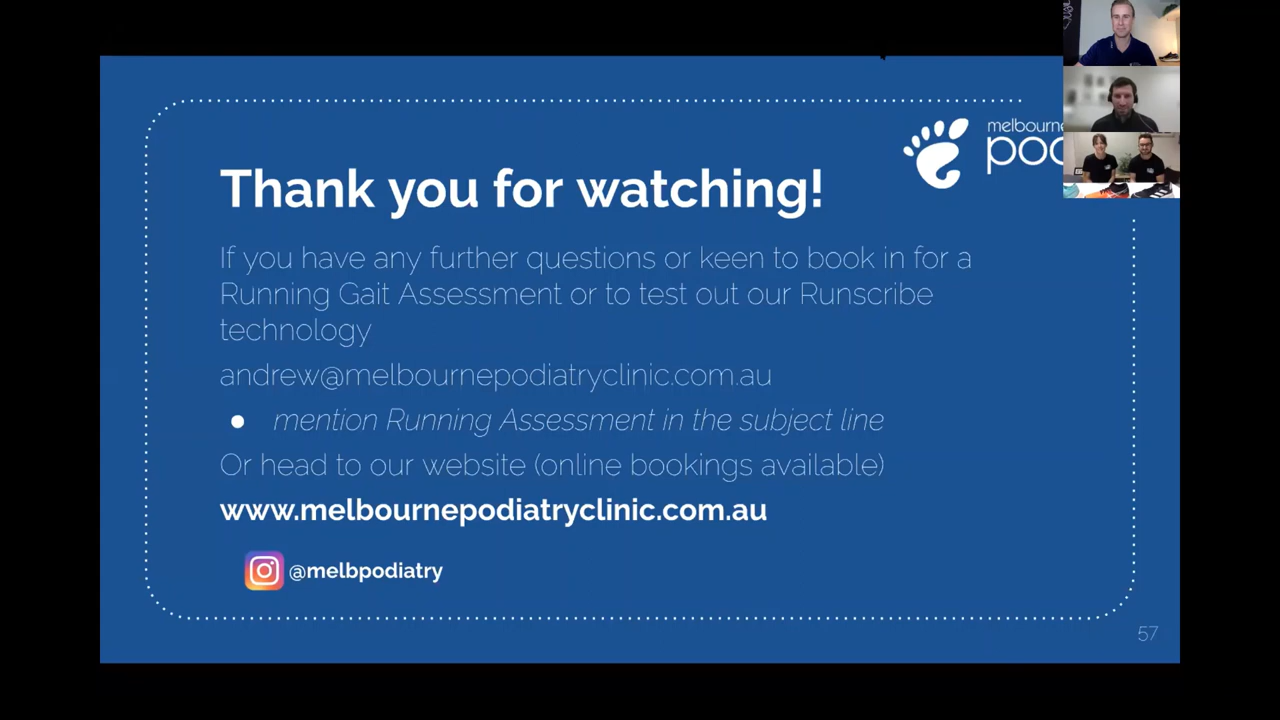 melbourne
Thank you for watching!
If you have any further questions or keen to book in for a
Running Gait Assessment or to test out our Runscribe
technology
andrew@melbournepodiatryclinic.com.au
● mention Running Assessment in the subject line
Or head to our website (online bookings available)
www.melbournepodiatryclinic.com.au
@melbpodiatry
57